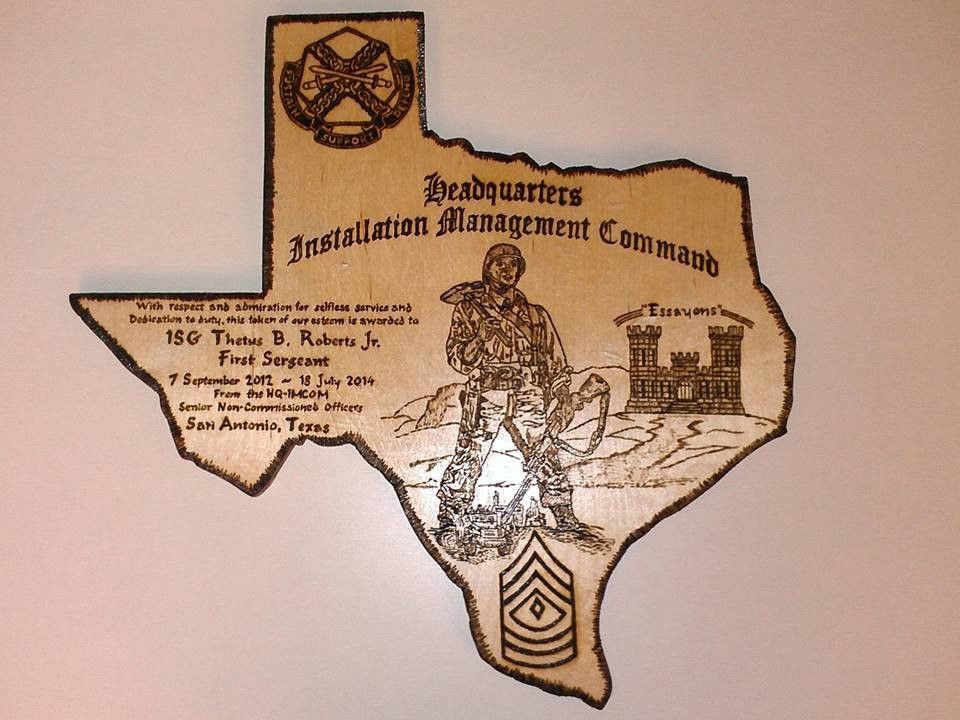 SUSTAIN SUPPORT DEFEND
Headquarters
Installation Management Command
With respect and admiration for selfless service and
Dedication to duty, this token of our esteem is awarded to
1SG Thetus B. Roberts Jr.
First Sergeant
7 September 2012 ~ 18 July 2014
From the HQ-IMCOM
Senior Non-Commissioned Officers
San Antonio, Texas
"Essayons"